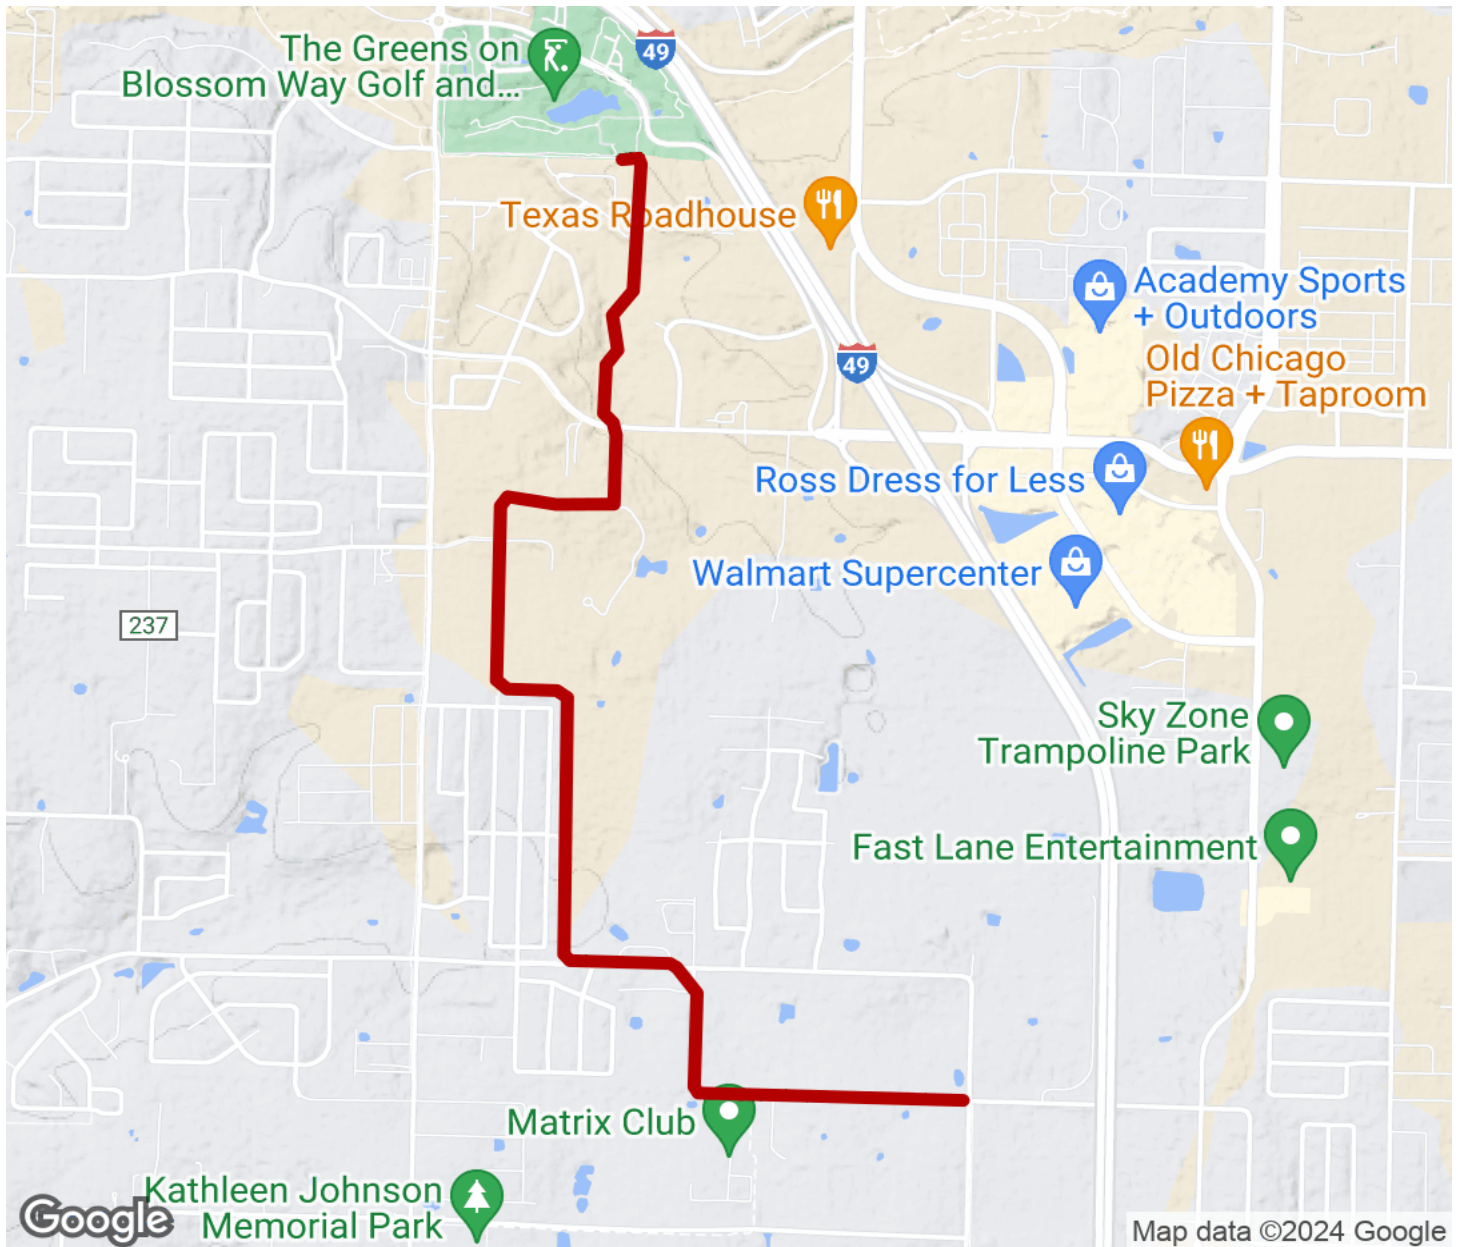 The Greens on
Blossom Way Golf and...
49
Texas Roadhouse
Academy Sports
+ Outdoors
49
Old Chicago
Pizza + Taproom
Ross Dress for Less
Walmart Supercenter
237
Sky Zone
Trampoline Park
Fast Lane Entertainment
Matrix Club
Kathleen Johnson
Memorial Park
Google
Map data ©2024 Google